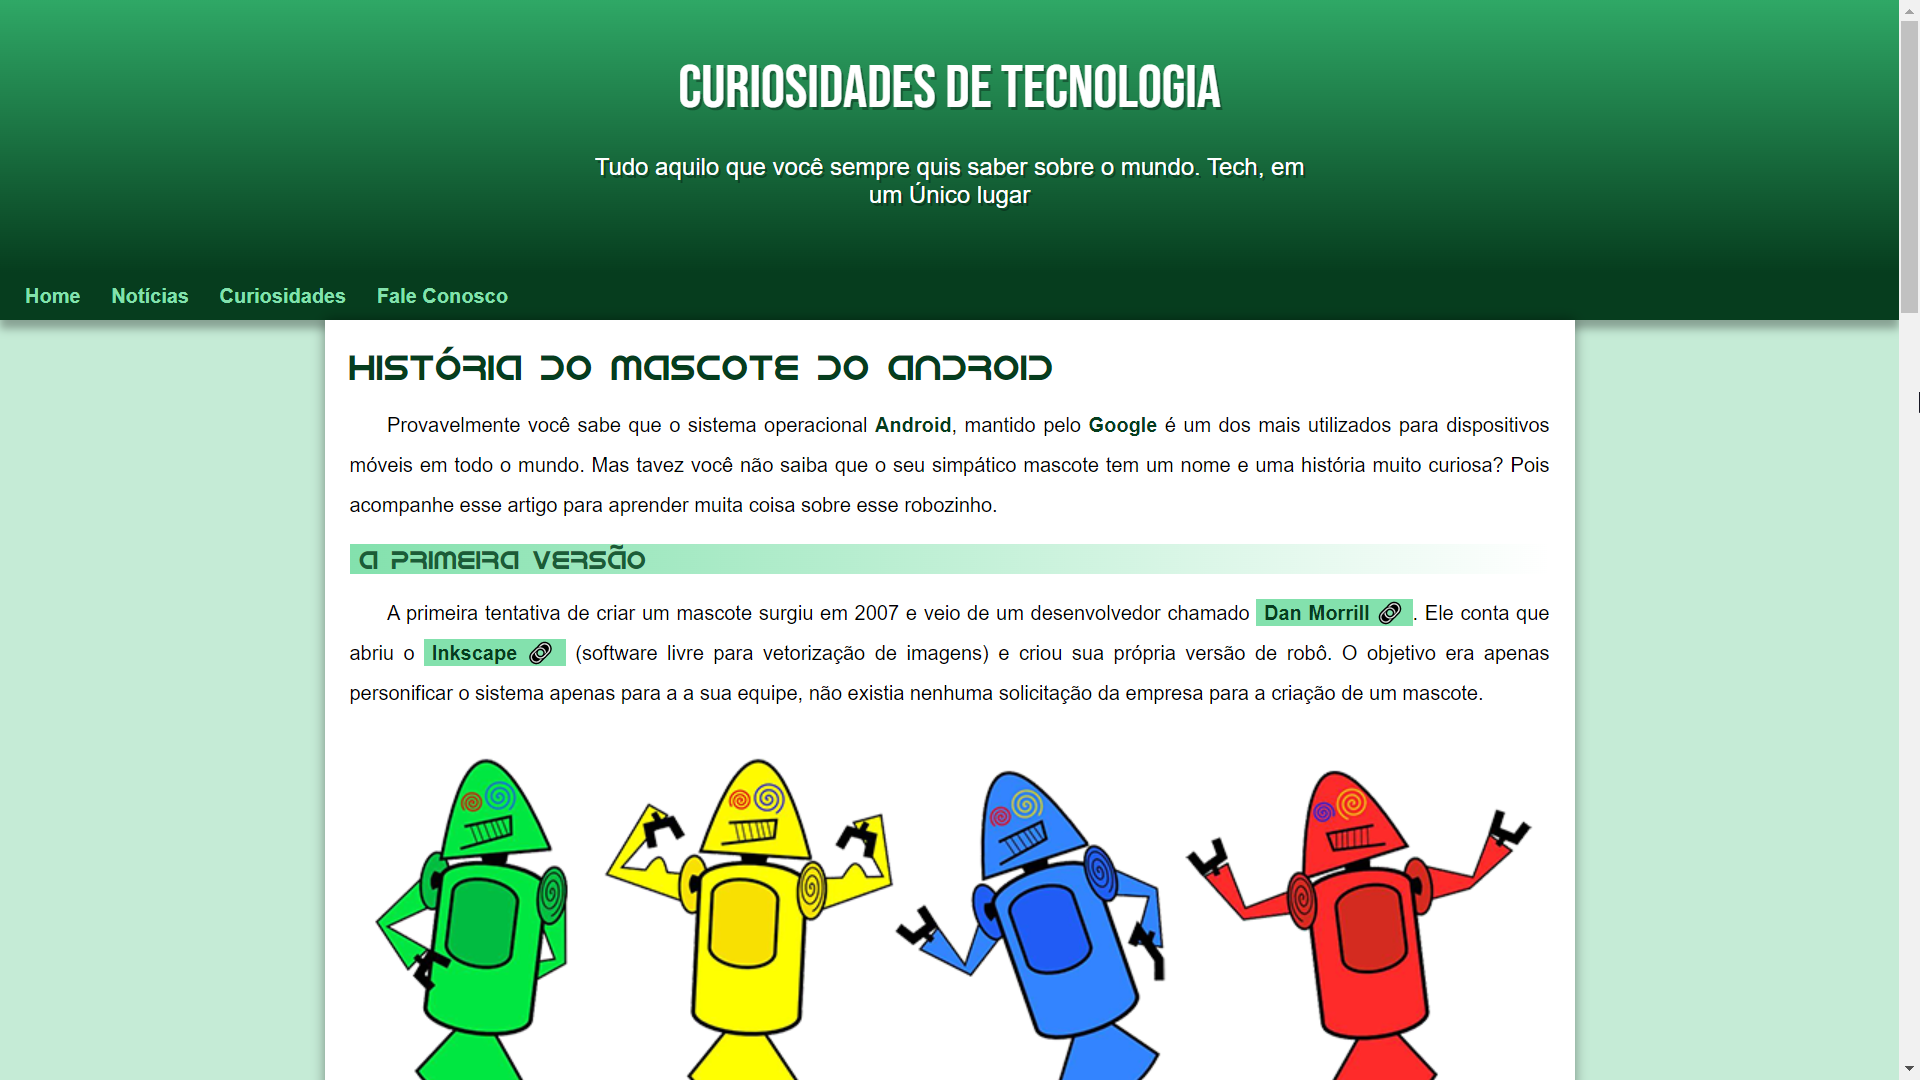 CURIOSIDADES DE TECNOLOGIA
Tudo aquilo que você sempre quis saber sobre o mundo. Tech, em
um Único lugar
Home Notícias Curiosidades Fale Conosco
HISTÓRIA DO MASCOTE DO ANDROID
Provavelmente você sabe que o sistema operacional Android, mantido pelo Google é um dos mais utilizados para dispositivos
móveis em todo o mundo. Mas tavez você não saiba que o seu simpático mascote tem um nome e uma história muito curiosa? Pois
acompanhe esse artigo para aprender muita coisa sobre esse robozinho.
A PRIMEIRA VERSÃO
A primeira tentativa de criar um mascote surgiu em 2007 e veio de um desenvolvedor chamado Dan Morrill . Ele conta que
abriu o Inkscape (software livre para vetorização de imagens) e criou sua própria versão de robô. O objetivo era apenas
personificar o sistema apenas para a a sua equipe, não existia nenhuma solicitação da empresa para a criação de um mascote.